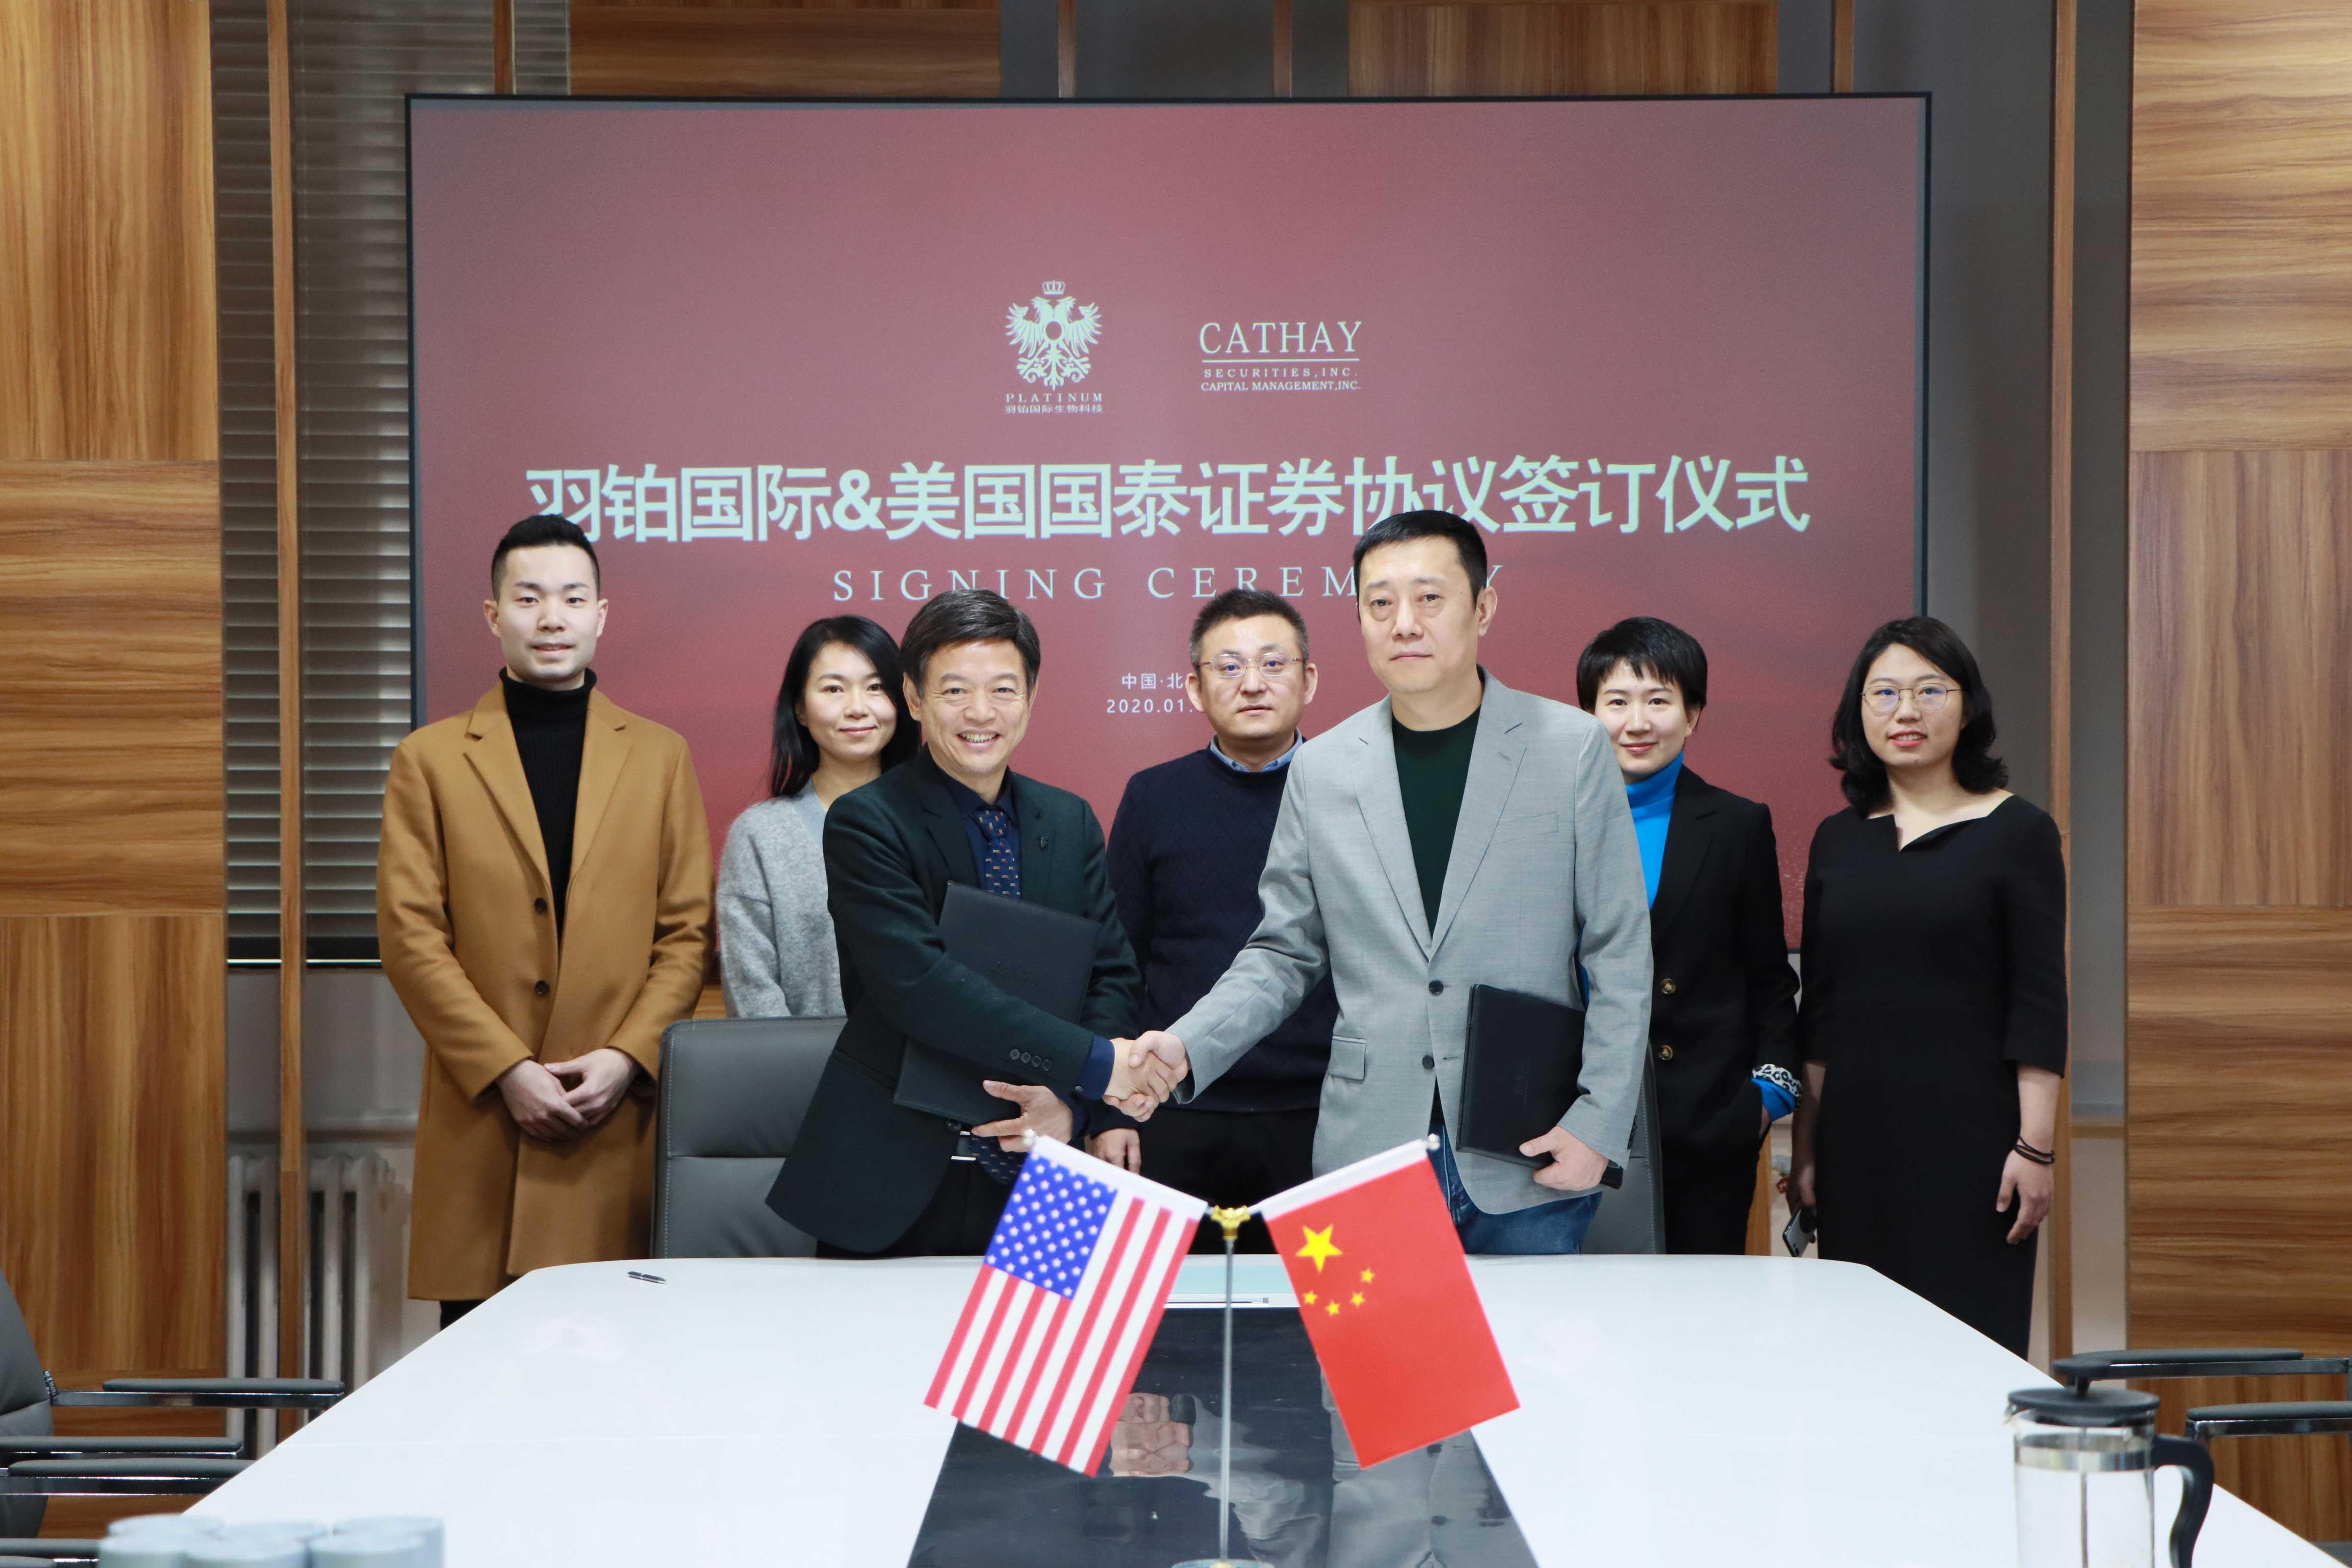 PLATINUM
羽铂国际生物科技
CATHAY
SECURITIES,INC.
CAPITAL MANAGEMENT,INC.
羽铂国际&美国国泰证券协议签订仪式
SIGNING
中国·北
2020.01.